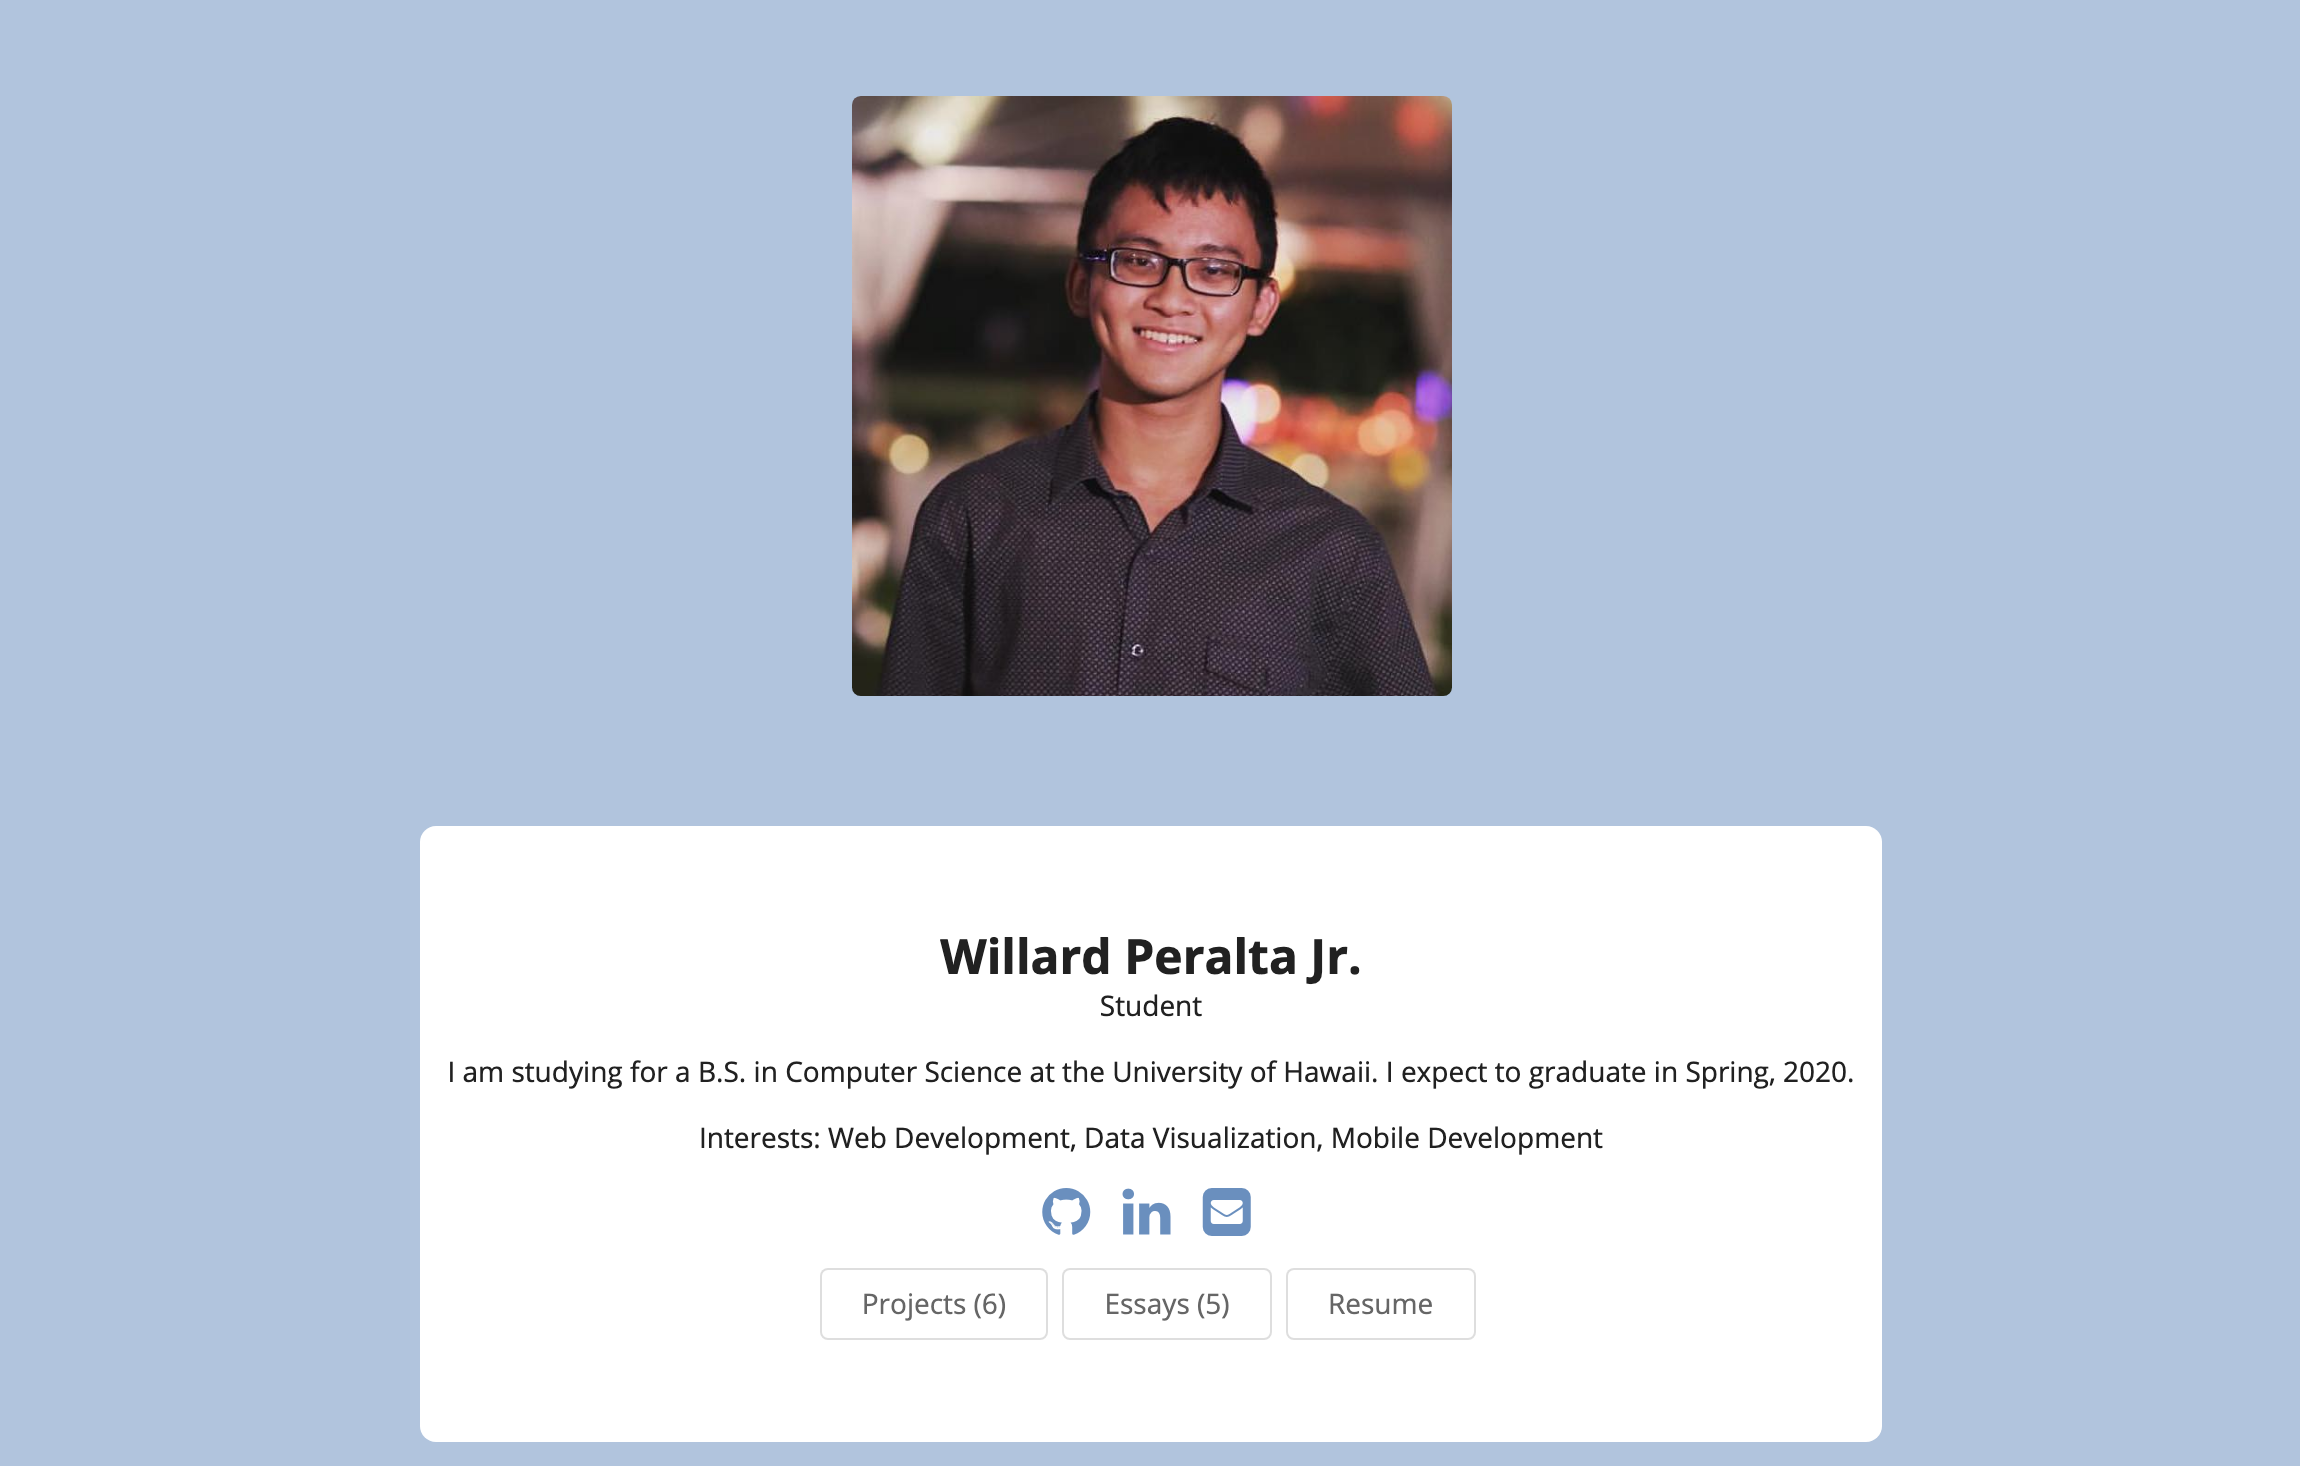 Willard Peralta Jr.
Student
I am studying for a B.S. in Computer Science at the University of Hawaii. I expect to graduate in Spring, 2020.
Interests: Web Development, Data Visualization, Mobile Development
in
Projects (6)
Essays (5)
Resume